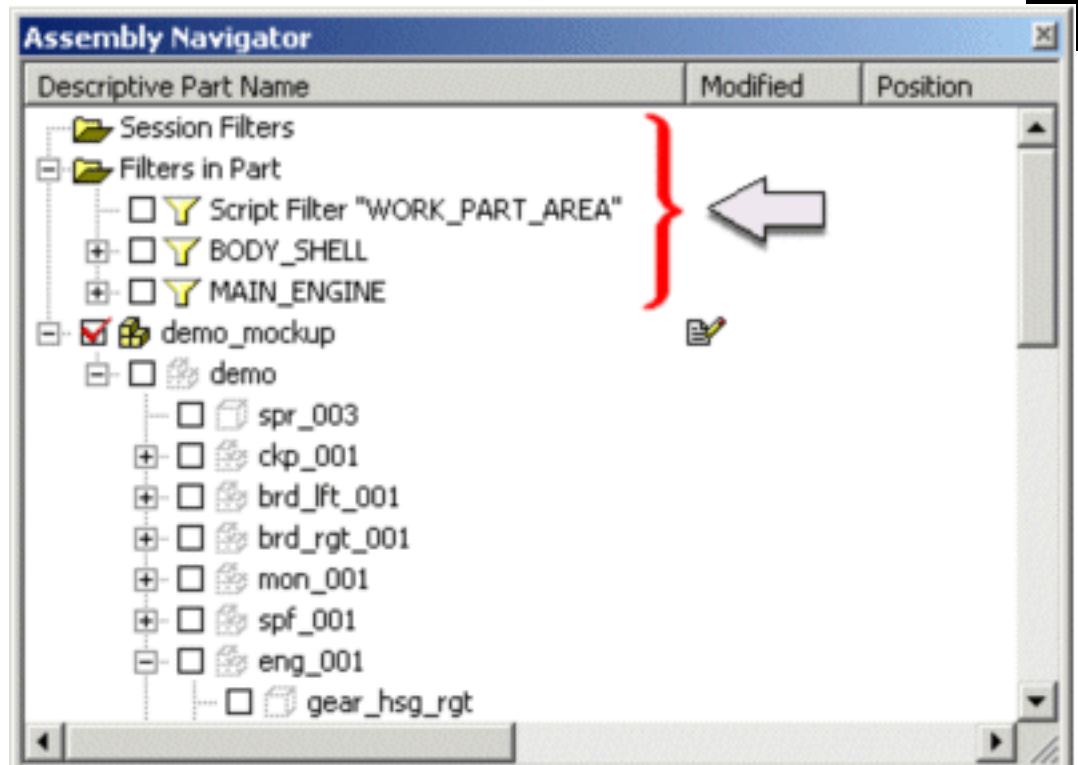 Assembly Navigator
Descriptive Part Name Modified Position
Session Filters
Filters in Part
Script Filter "WORK_PART_AREA"
BODY_SHELL
MAIN_ENGINE
demo_mockup
demo
spr_003
ckp_001
brd_lft_001
brd_rgt_001
mon_001
spf_001
eng_001
gear_hsg_rgt